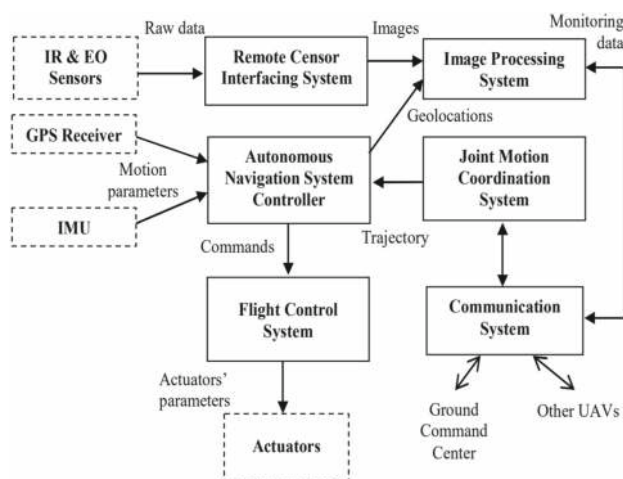 Raw data
Images
Monitoring
data
IR & EO
Sensors
Remote Censor
Interfacing System
Image Processing
System
Geolocations
GPS Receiver
Motion
parameters
IMU
Autonomous
Navigation System
Controller
Joint Motion
Coordination
System
Commands
Trajectory
Flight Control
System
Communication
System
Actuators'
parameters
Actuators
Ground
Command
Center
Other UAVs